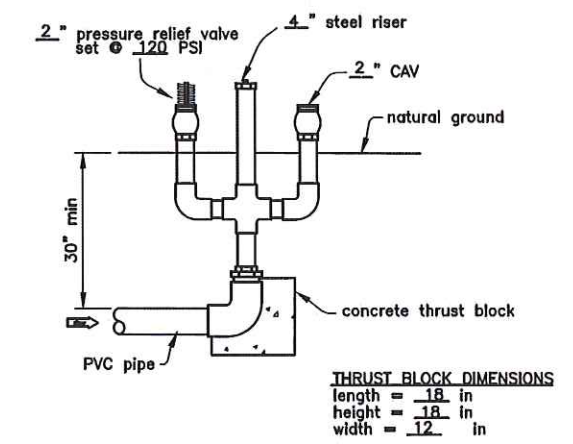 4" steel riser
2" pressure relief valve
set @ 120 PSI
2" CAV
natural ground
30" min
concrete thrust block
PVC pipe
THRUST BLOCK DIMENSIONS
length = 18 in
height = 18 in
width = 12 in